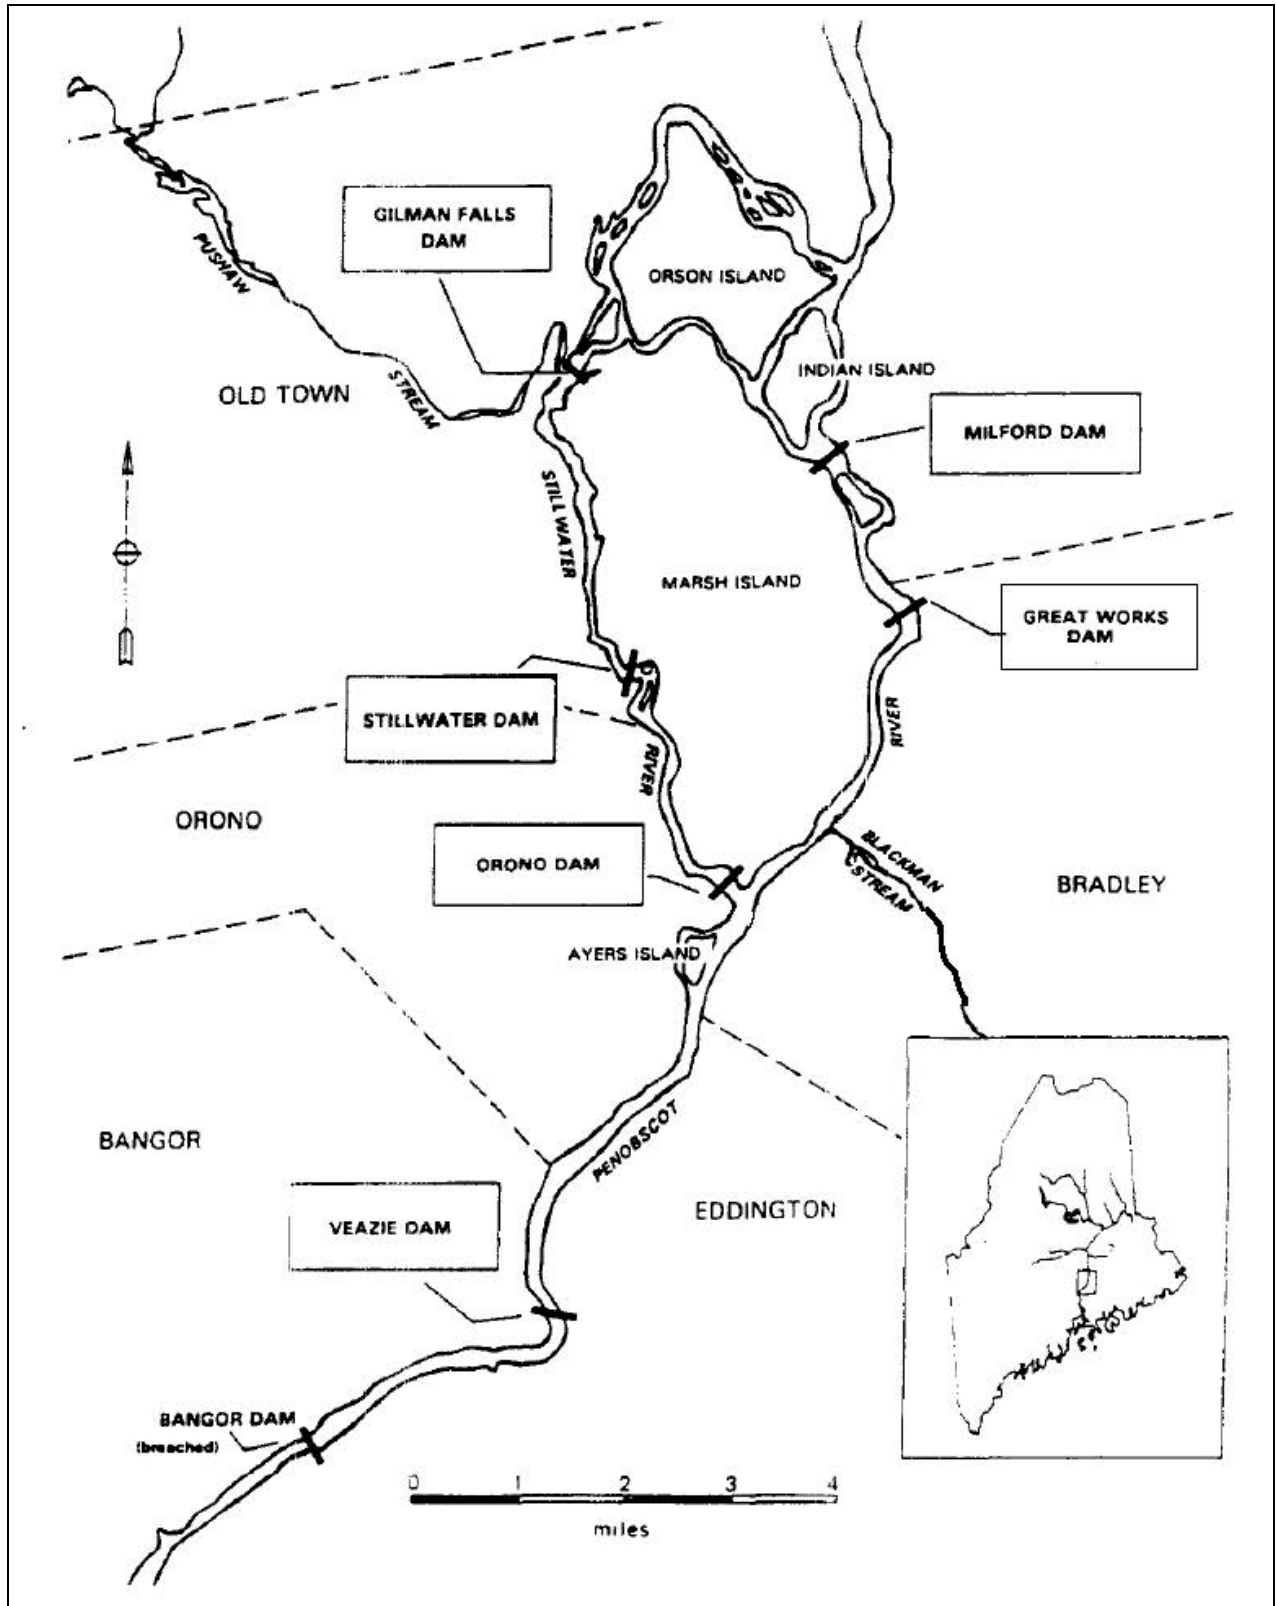 GILMAN FALLS
DAM
PUSHAW
ORSON ISLAND
INDIAN ISLAND
OLD TOWN
STREAM
MILFORD DAM
STILLWATER
MARSH ISLAND
GREAT WORKS
DAM
STILLWATER DAM
RIVER
RIVER
ORONO
ORONO DAM
BLACKMAN
STREAM
BRADLEY
AYERS ISLAND
BANGOR
PENOBSCOT
EDDINGTON
VEAZIE DAM
BANGOR DAM
(breached)
0 1 2 3 4
miles